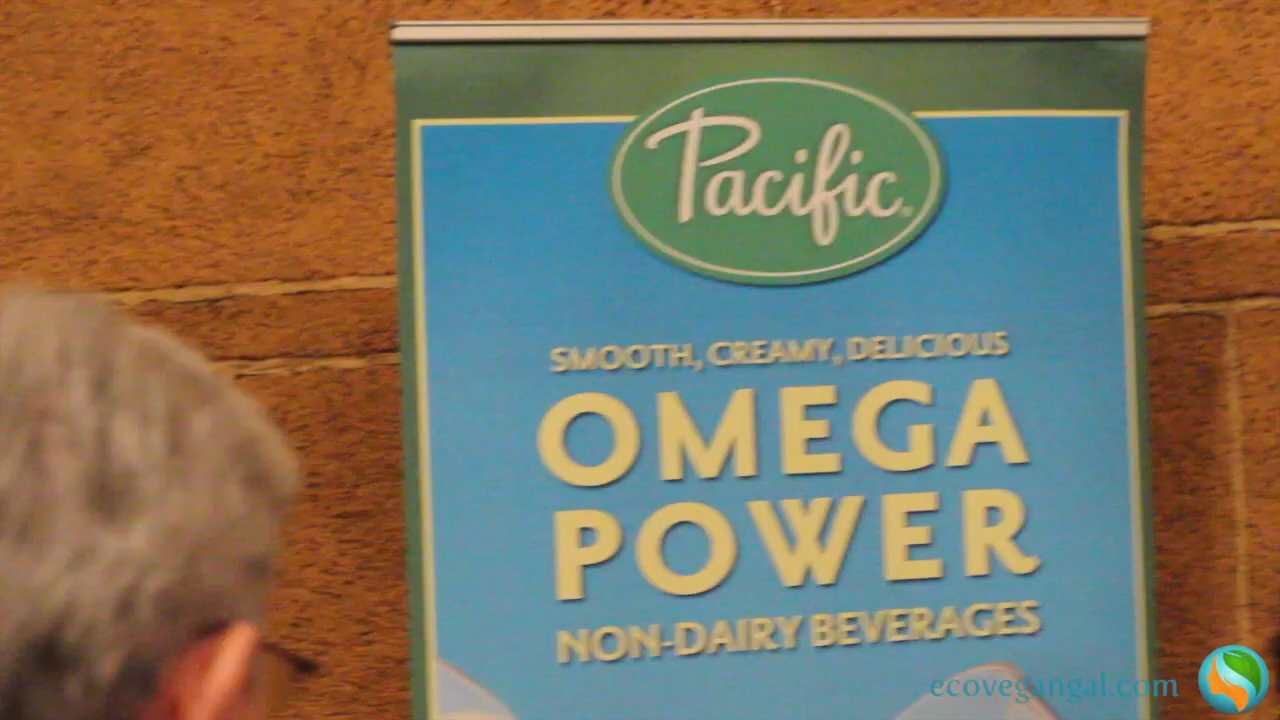 Pacific
SMOOTH, CREAMY, DELICIOUS
OMEGA
POWER
NON-DAIRY BEVERAGES
ecovegangal.com